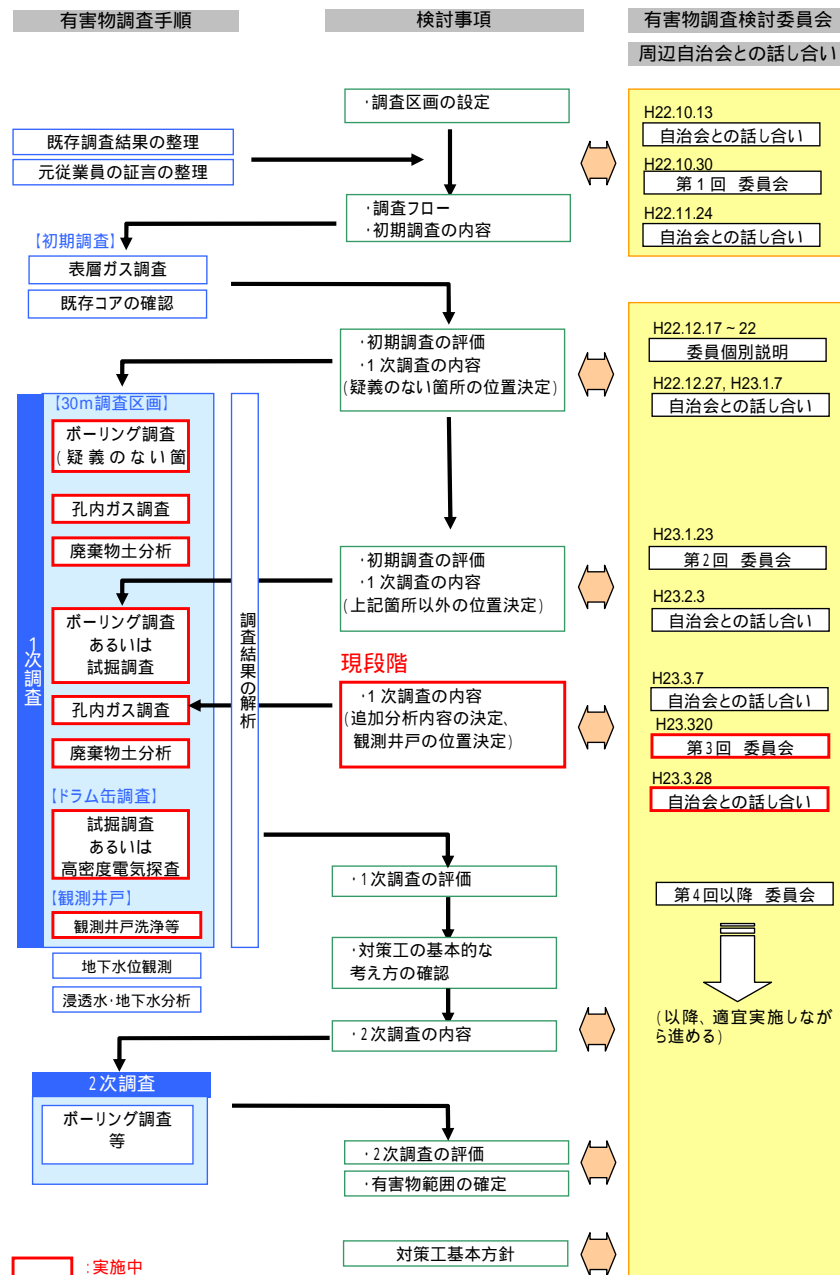 有害物調査手順
検討事項
有害物調査検討委員会
周辺自治会との話し合い
・調査区画の設定
既存調査結果の整理
元従業員の証言の整理
・調査フロー
・初期調査の内容
H22.10.13
自治会との話し合い
H22.10.30
第1回 委員会
H22.11.24
自治会との話し合い
【初期調査】
表層ガス調査
既存コアの確認
・初期調査の評価
・1次調査の内容
(疑義のない箇所の位置決定)
H22.12.17~22
委員個別説明
H22.12.27, H23.1.7
自治会との話し合い
1次調査
【30m調査区画】
ボーリング調査
(疑義のない箇
孔内ガス調査
廃棄物土分析
調査結果の解析
・初期調査の評価
・1次調査の内容
(上記箇所以外の位置決定)
H23.1.23
第2回 委員会
H23.2.3
自治会との話し合い
ボーリング調査
あるいは
試掘調査
孔内ガス調査
廃棄物土分析
現段階
・1次調査の内容
(追加分析内容の決定、
観測井戸の位置決定)
H23.3.7
自治会との話し合い
H23.320
第3回 委員会
H23.3.28
自治会との話し合い
【ドラム缶調査】
試掘調査
あるいは
高密度電気探査
【観測井戸】
観測井戸洗浄等
地下水位観測
浸透水・地下水分析
・1次調査の評価
・対策工の基本的な
考え方の確認
・2次調査の内容
第4回以降 委員会
(以降、適宜実施しなが
ら進める)
2次調査
ボーリング調査
等
・2次調査の評価
・有害物範囲の確定
対策工基本方針
:実施中